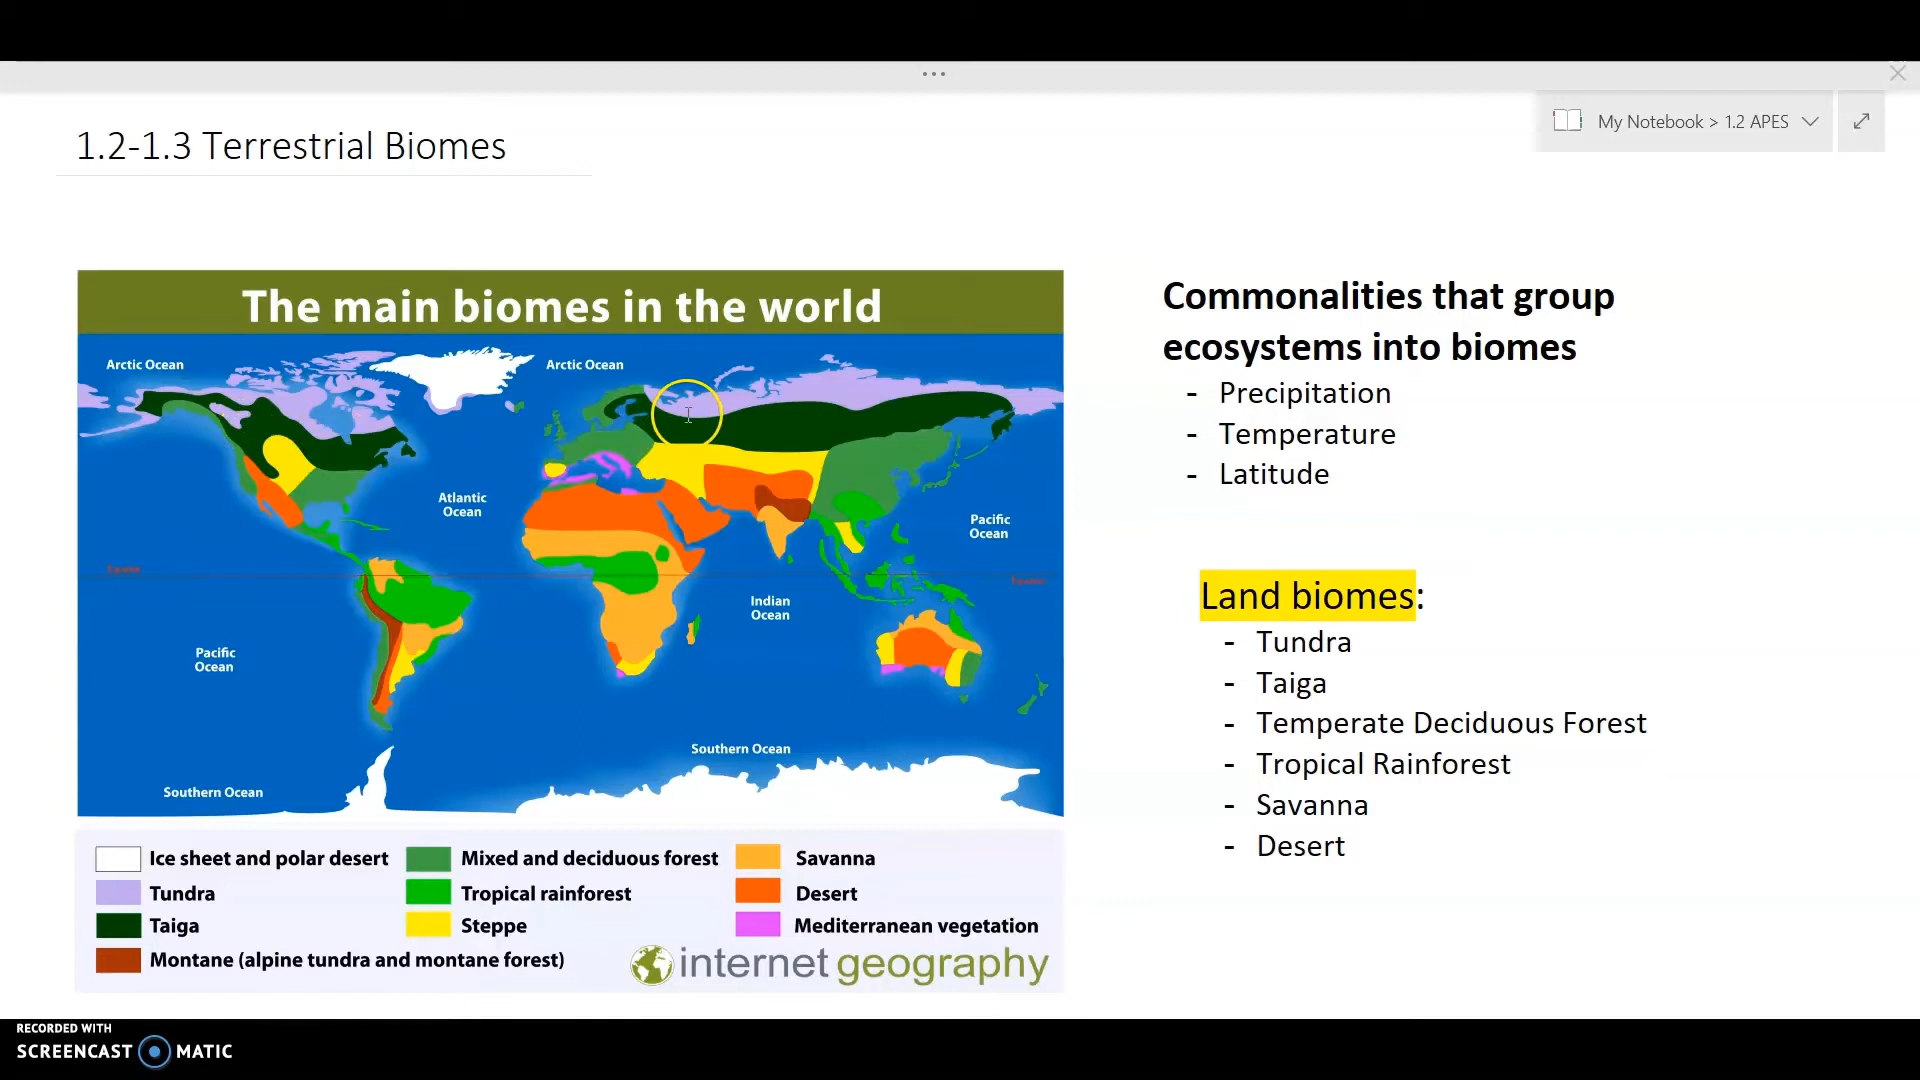 My Notebook > 1.2 APES
1.2-1.3 Terrestrial Biomes
The main biomes in the world
Arctic Ocean
Arctic Ocean
Atlantic
Ocean
Pacific
Ocean
Indian
Ocean
Pacific
Ocean
Southern Ocean
Southern Ocean
Ice sheet and polar desert
Mixed and deciduous forest
Savanna
Tundra
Tropical rainforest
Desert
Taiga
Steppe
Mediterranean vegetation
Montane (alpine tundra and montane forest)
internet geography
Commonalities that group
ecosystems into biomes
- Precipitation
- Temperature
- Latitude
Land biomes:
- Tundra
- Taiga
- Temperate Deciduous Forest
- Tropical Rainforest
- Savanna
- Desert
RECORDED WITH
SCREENCAST MATIC